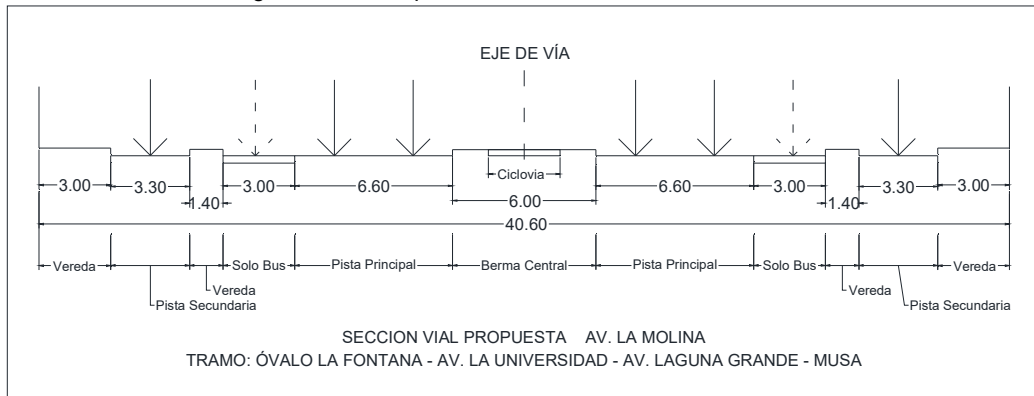 EJE DE VÍA
Ciclovia
3.00 3.30 3.00 6.60 6.60 3.00 3.30 3.00
1.40 6.00 1.40
40.60
Vereda Solo Bus Pista Principal Berma Central Pista Principal Solo Bus Vereda
Vereda Vereda
Pista Secundaria Pista Secundaria
SECCION VIAL PROPUESTA AV. LA MOLINA
TRAMO: ÓVALO LA FONTANA - AV. LA UNIVERSIDAD - AV. LAGUNA GRANDE - MUSA